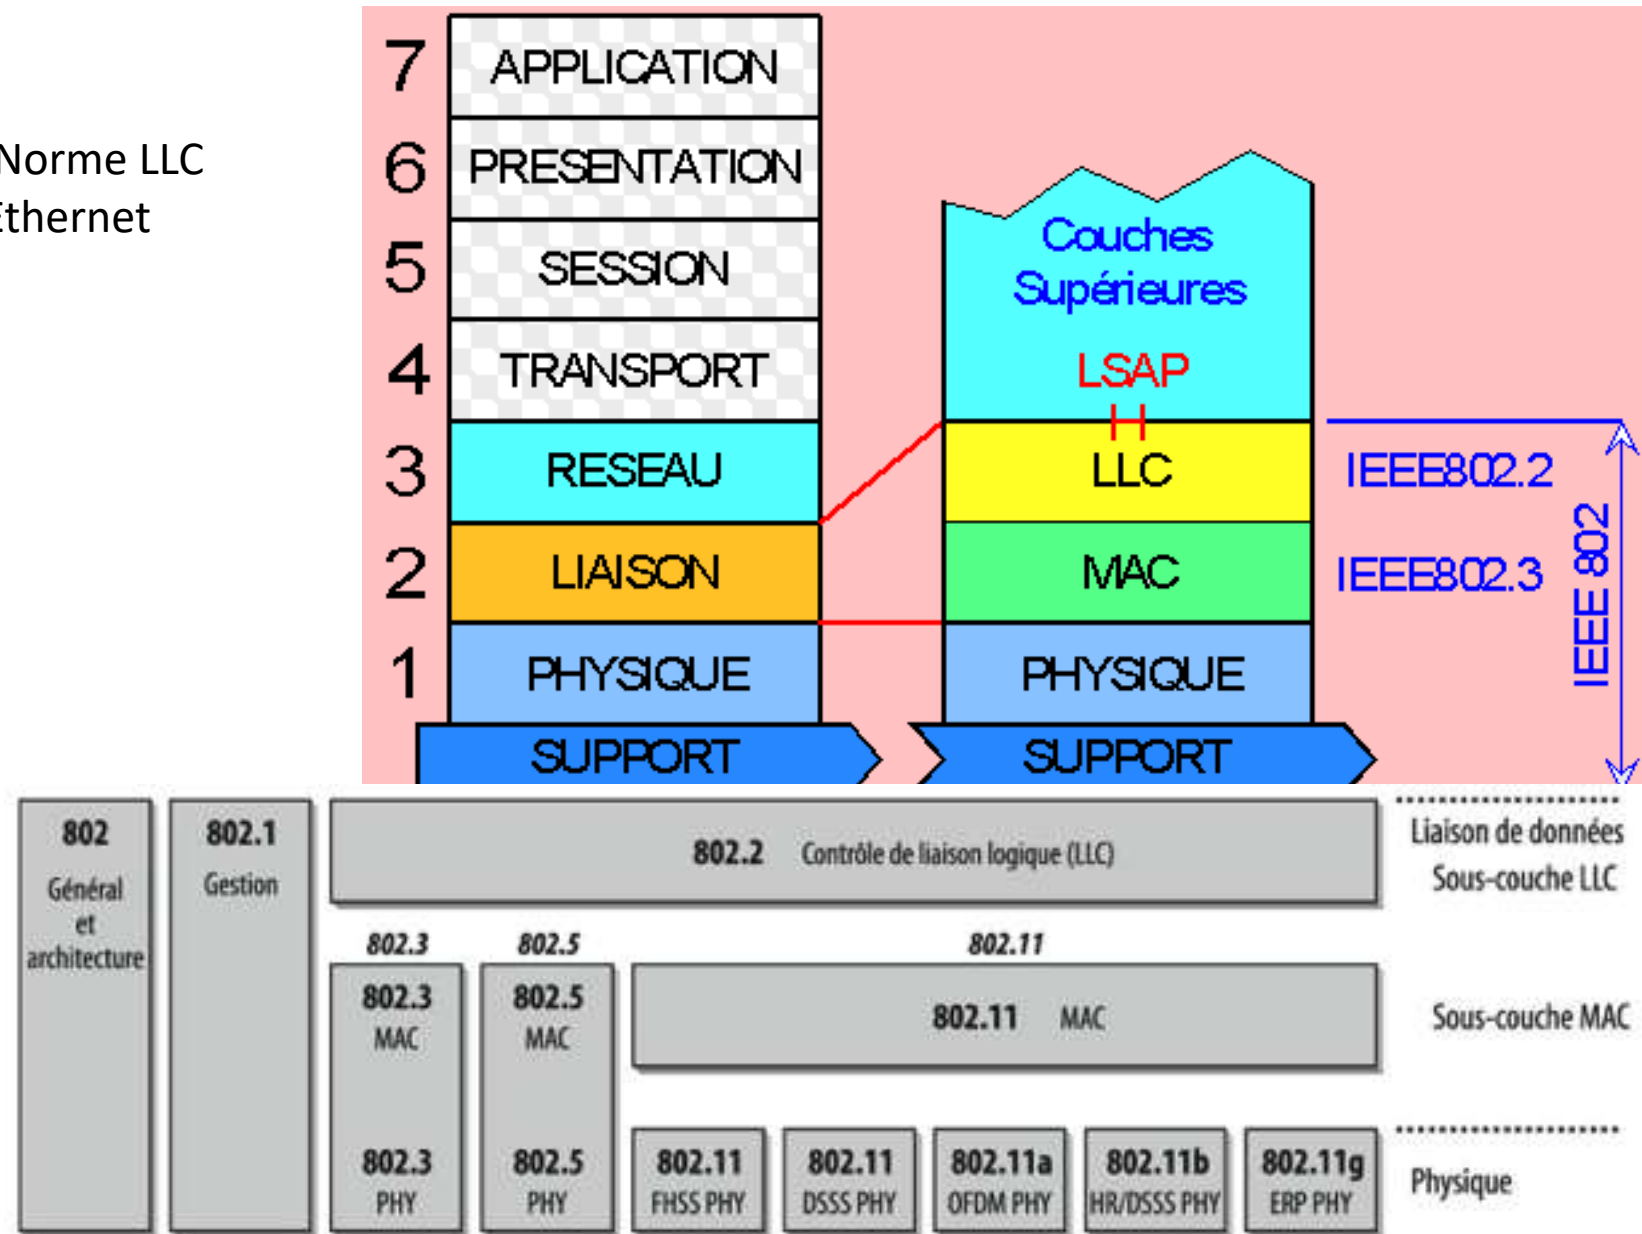 Norme LLC
Ethernet
7 APPLICATION
6 PRESENTATION
5 SESSION
4 TRANSPORT
3 RESEAU
2 LIAISON
1 PHYSIQUE
SUPPORT
Couches
Supérieures
LSAP
LLC
MAC
PHYSIQUE
SUPPORT
IEEE802.2
IEEE802.3
IEEE 802
802
Général
et
architecture
802.1
Gestion
802.2 Contrôle de liaison logique (LLC)
Liaison de données
Sous-couche LLC
802.3
802.5
802.11
802.3
MAC
802.5
MAC
802.11 MAC
Sous-couche MAC
802.3
PHY
802.5
PHY
802.11
FHSS PHY
802.11
DSSS PHY
802.11a
OFDM PHY
802.11b
HR/DSSS PHY
802.11g
ERP PHY
Physique